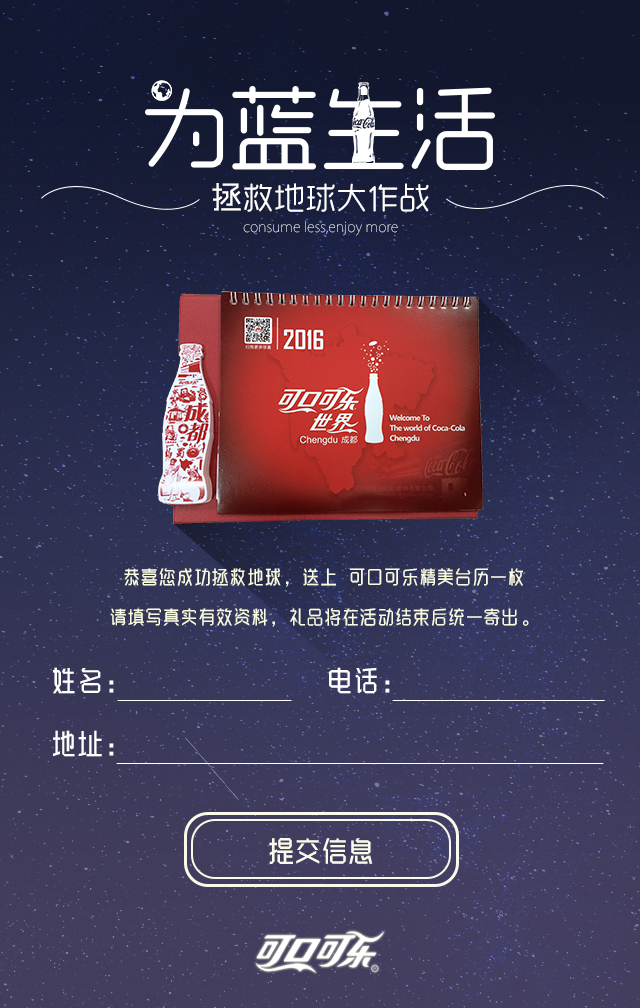 为蓝生活
Coca-Cola
拯救地球大作战
consume less,enjoy more
2016
可口可乐
世界
Chengdu 成都
Welcome To
The world of Coca-Cola
Chengdu
成都
Coca-Cola
恭喜您成功拯救地球，送上 可口可乐精美台历一枚
请填写真实有效资料，礼品将在活动结束后统一寄出。
姓名：
电话：
地址：
提交信息
可口可乐